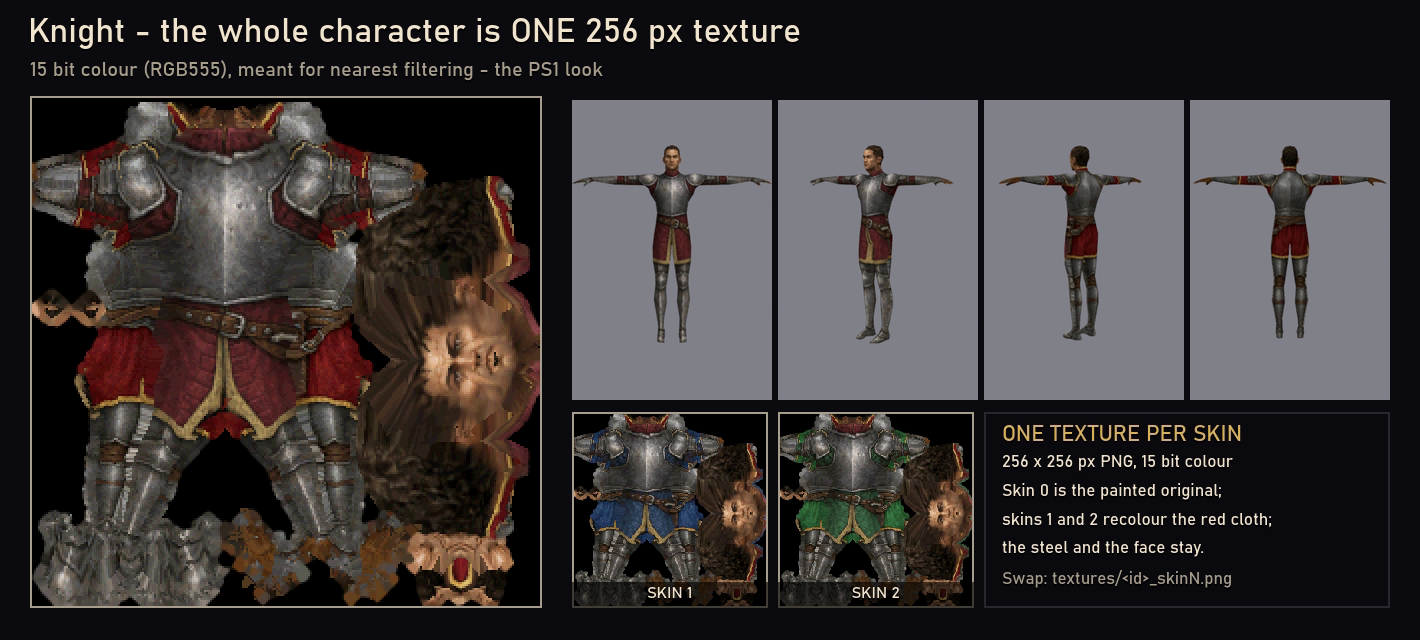 Knight - the whole character is ONE 256 px texture
15 bit colour (RGB555), meant for nearest filtering - the PS1 look
SKIN 1
SKIN 2
ONE TEXTURE PER SKIN
256 x 256 px PNG, 15 bit colour
Skin 0 is the painted original;
skins 1 and 2 recolour the red cloth;
the steel and the face stay.
Swap: textures/<id>_skinN.png